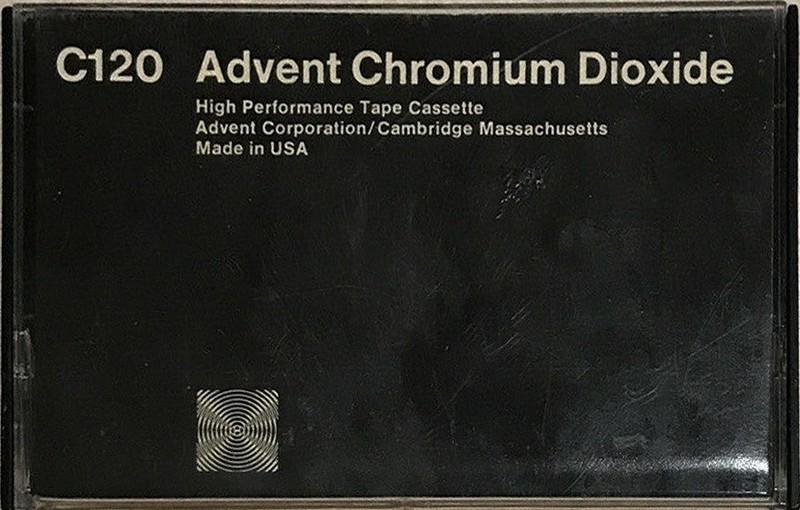 C120 Advent Chromium Dioxide
High Performance Tape Cassette
Advent Corporation/Cambridge Massachusetts
Made in USA